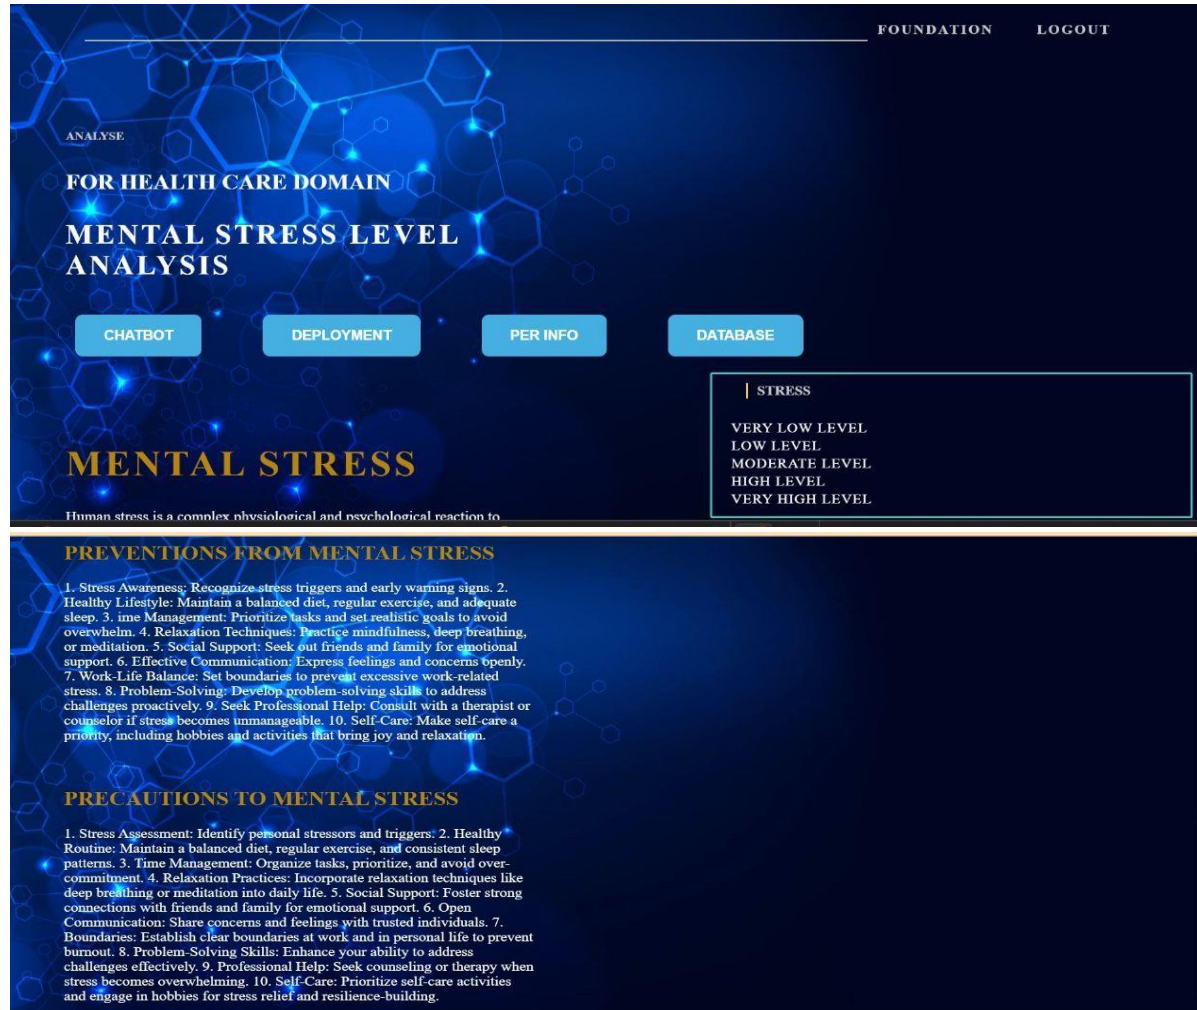 FOUNDATION LOGOUT
ANALYSE
FOR HEALTH CARE DOMAIN
MENTAL STRESS LEVEL
ANALYSIS
CHATBOT DEPLOYMENT PER INFO DATABASE
STRESS
VERY LOW LEVEL
LOW LEVEL
MODERATE LEVEL
HIGH LEVEL
VERY HIGH LEVEL
MENTAL STRESS
Human stress is a complex physiological and psychological reaction to
PREVENTIONS FROM MENTAL STRESS
1. Stress Awareness: Recognize stress triggers and early warning signs. 2.
Healthy Lifestyle: Maintain a balanced diet, regular exercise, and adequate
sleep. 3. ime Management: Prioritize tasks and set realistic goals to avoid
overwhelm. 4. Relaxation Techniques: Practice mindfulness, deep breathing,
or meditation. 5. Social Support: Seek out friends and family for emotional
support. 6. Effective Communication: Express feelings and concerns openly.
7. Work-Life Balance: Set boundaries to prevent excessive work-related
stress. 8. Problem-Solving: Develop problem-solving skills to address
challenges proactively. 9. Seek Professional Help: Consult with a therapist or
counselor if stress becomes unmanageable. 10. Self-Care: Make self-care a
priority, including hobbies and activities that bring joy and relaxation.
PRECAUTIONS TO MENTAL STRESS
1. Stress Assessment: Identify personal stressors and triggers. 2. Healthy
Routine: Maintain a balanced diet, regular exercise, and consistent sleep
patterns. 3. Time Management: Organize tasks, prioritize, and avoid over-
commitment. 4. Relaxation Practices: Incorporate relaxation techniques like
deep breathing or meditation into daily life. 5. Social Support: Foster strong
connections with friends and family for emotional support. 6. Open
Communication: Share concerns and feelings with trusted individuals. 7.
Boundaries: Establish clear boundaries at work and in personal life to prevent
burnout. 8. Problem-Solving Skills: Enhance your ability to address
challenges effectively. 9. Professional Help: Seek counseling or therapy when
stress becomes overwhelming. 10. Self-Care: Prioritize self-care activities
and engage in hobbies for stress relief and resilience-building.